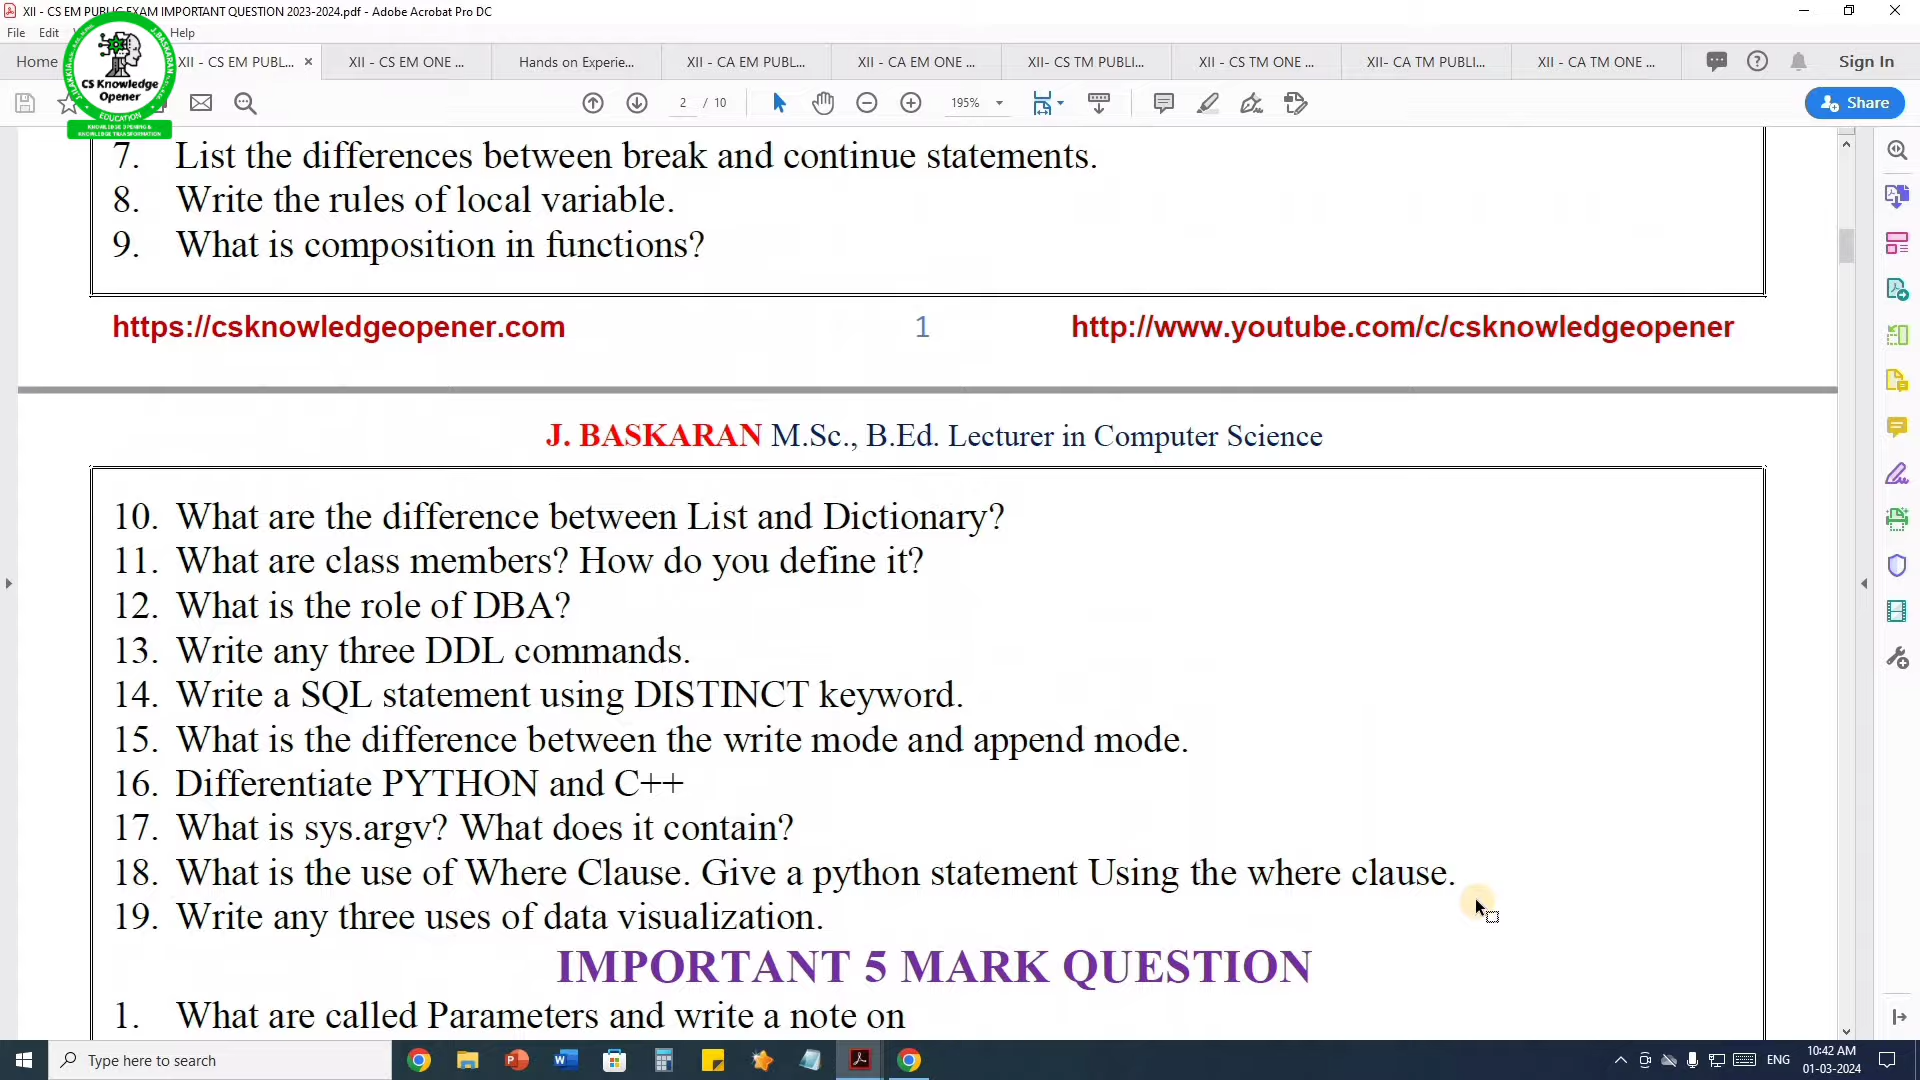 XII - CS EM PUBLIC EXAM IMPORTANT QUESTION 2023-2024.pdf - Adobe Acrobat Pro DC
File Edit Help
Home XII - CS EM PUBL... XII - CS EM ONE ... Hands on Experie... XII - CA EM PUBL... XII - CA EM ONE ... XII- CS TM PUBLI... XII - CS TM ONE ... XII- CA TM PUBLI... XII - CA TM ONE ... Sign In
CS Knowledge
Opener
EDUCATION
KNOWLEDGE OPENING &
KNOWLEDGE TRANSFORMATION
2 / 10 195% Share
7. List the differences between break and continue statements.
8. Write the rules of local variable.
9. What is composition in functions?
https://csknowledgeopener.com 1 http://www.youtube.com/c/csknowledgeopener
J. BASKARAN M.Sc., B.Ed. Lecturer in Computer Science
10. What are the difference between List and Dictionary?
11. What are class members? How do you define it?
12. What is the role of DBA?
13. Write any three DDL commands.
14. Write a SQL statement using DISTINCT keyword.
15. What is the difference between the write mode and append mode.
16. Differentiate PYTHON and C++
17. What is sys.argv? What does it contain?
18. What is the use of Where Clause. Give a python statement Using the where clause.
19. Write any three uses of data visualization.
IMPORTANT 5 MARK QUESTION
1. What are called Parameters and write a note on
Type here to search
ENG
10:42 AM
01-03-2024